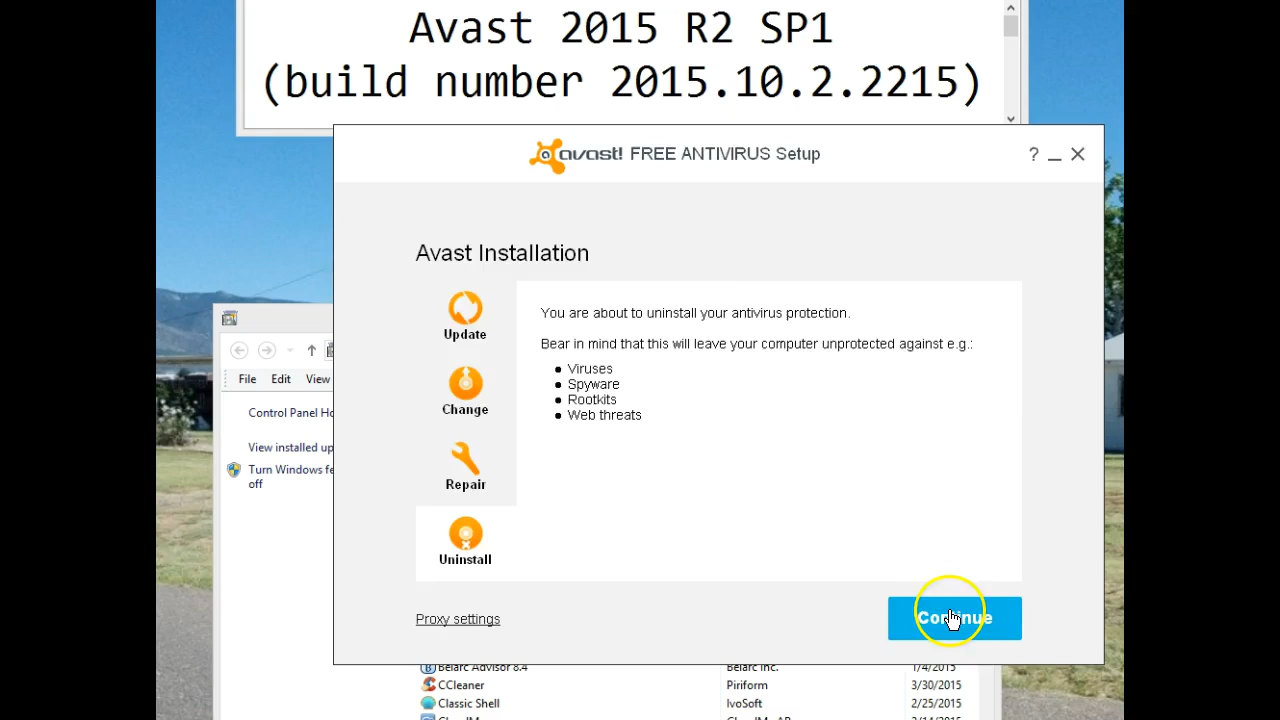 Avast 2015 R2 SP1
(build number 2015.10.2.2215)
avast! FREE ANTIVIRUS Setup
?
Avast Installation
Update
Change
Repair
Uninstall
You are about to uninstall your antivirus protection.
Bear in mind that this will leave your computer unprotected against e.g.:
Viruses
Spyware
Rootkits
Web threats
Proxy settings
Continue
File Edit View
Control Panel Ho
View installed up
Turn Windows fe
off
Belarc Advisor 8.4 Belarc Inc. 1/4/2015
CCleaner Piriform 3/30/2015
Classic Shell IvoSoft 2/25/2015